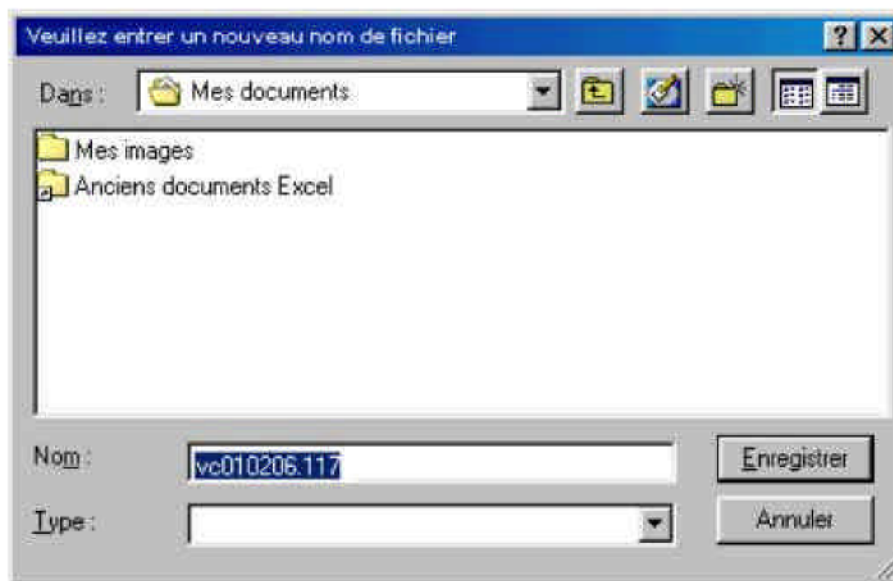 Veuillez entrer un nouveau nom de fichier
Dans : Mes documents
Mes images
Anciens documents Excel
Nom : vc010206.117 Enregistrer
Type : Annuler